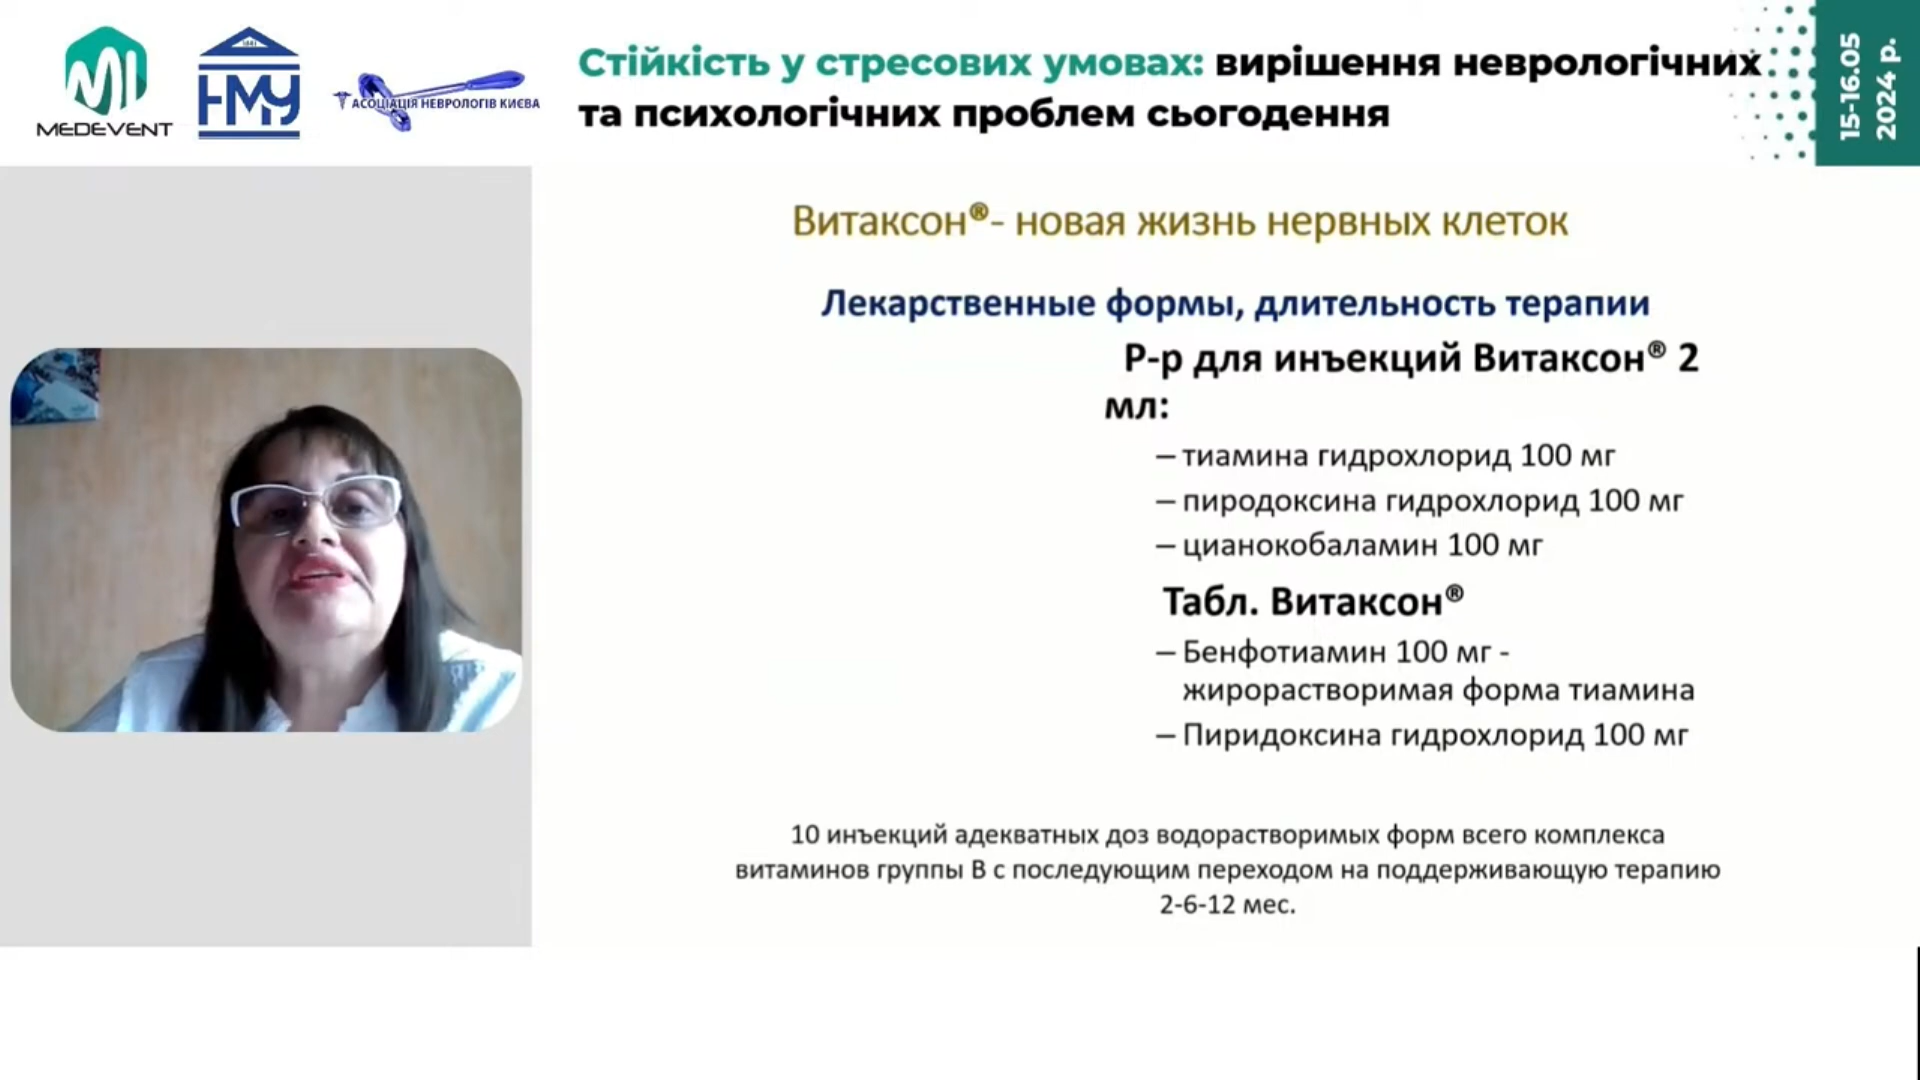 MEDEVENT
1841
НМУ
АСОЦІАЦІЯ НЕВРОЛОГІВ КИЄВА
Стійкість у стресових умовах: вирішення неврологічних
та психологічних проблем сьогодення
15-16.05
2024 р.
Витаксон®- новая жизнь нервных клеток
Лекарственные формы, длительность терапии
Р-р для инъекций Витаксон® 2
мл:
– тиамина гидрохлорид 100 мг
– пиродоксина гидрохлорид 100 мг
– цианокобаламин 100 мг
Табл. Витаксон®
– Бенфотиамин 100 мг -
жирорастворимая форма тиамина
– Пиридоксина гидрохлорид 100 мг
10 инъекций адекватных доз водорастворимых форм всего комплекса
витаминов группы В с последующим переходом на поддерживающую терапию
2-6-12 мес.